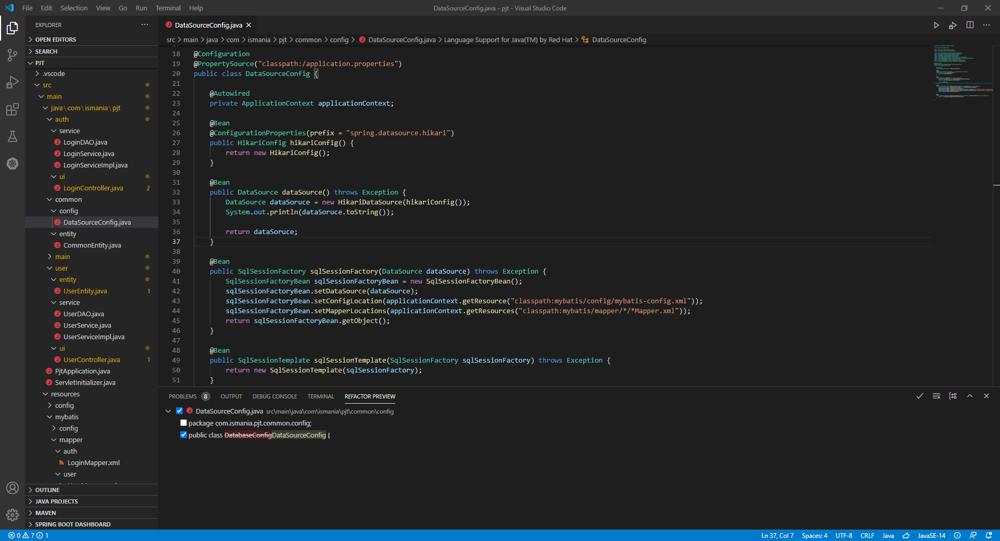 File Edit Selection View Go Run Terminal Help
DataSourceConfig.java - pjt - Visual Studio Code
EXPLORER
OPEN EDITORS
SEARCH
PJT
.vscode
src
main
java\com\ismania\pjt
auth
service
LoginDAO.java
LoginService.java
LoginServiceImpl.java
ui
LoginController.java 2
common
config
DataSourceConfig.java
entity
CommonEntity.java
main
user
entity
UserEntity.java 1
service
UserDAO.java
UserService.java
UserServiceImpl.java
ui
UserController.java 1
PjtApplication.java
ServletInitializer.java
resources
config
mybatis
config
mapper
auth
LoginMapper.xml
user
OUTLINE
JAVA PROJECTS
MAVEN
SPRING BOOT DASHBOARD
DataSourceConfig.java
src > main > java > com > ismania > pjt > common > config > DataSourceConfig.java > Language Support for Java(TM) by Red Hat > DataSourceConfig
18 @Configuration
19 @PropertySource("classpath:/application.properties")
20 public class DataSourceConfig {
21
22 @Autowired
23 private ApplicationContext applicationContext;
24
25 @Bean
26 @ConfigurationProperties(prefix = "spring.datasource.hikari")
27 public HikariConfig hikariConfig() {
28 return new HikariConfig();
29 }
30
31 @Bean
32 public DataSource dataSource() throws Exception {
33 DataSource dataSoruce = new HikariDataSource(hikariConfig());
34 System.out.println(dataSoruce.toString());
35
36 return dataSoruce;
37 }
38
39 @Bean
40 public SqlSessionFactory sqlSessionFactory(DataSource dataSource) throws Exception {
41 SqlSessionFactoryBean sqlSessionFactoryBean = new SqlSessionFactoryBean();
42 sqlSessionFactoryBean.setDataSource(dataSource);
43 sqlSessionFactoryBean.setConfigLocation(applicationContext.getResource("classpath:mybatis/config/mybatis-config.xml"));
44 sqlSessionFactoryBean.setMapperLocations(applicationContext.getResources("classpath:mybatis/mapper/*/*Mapper.xml"));
45 return sqlSessionFactoryBean.getObject();
46 }
47
48 @Bean
49 public SqlSessionTemplate sqlSessionTemplate(SqlSessionFactory sqlSessionFactory) throws Exception {
50 return new SqlSessionTemplate(sqlSessionFactory);
51 }
PROBLEMS 8 OUTPUT DEBUG CONSOLE TERMINAL REFACTOR PREVIEW
DataSourceConfig.java src\main\java\com\ismania\pjt\common\config
package com.ismania.pjt.common.config;
public class DatabaseConfigDataSourceConfig {
0 7 1
Ln 37, Col 7 Spaces: 4 UTF-8 CRLF Java JavaSE-14